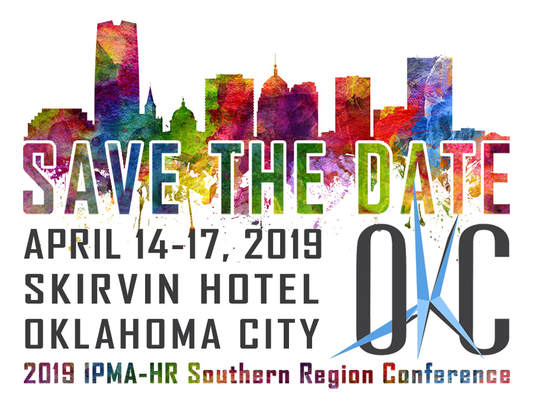 SAVE THE DATE
APRIL 14-17, 2019
SKIRVIN HOTEL
OKLAHOMA CITY
OKC
2019 IPMA-HR Southern Region Conference